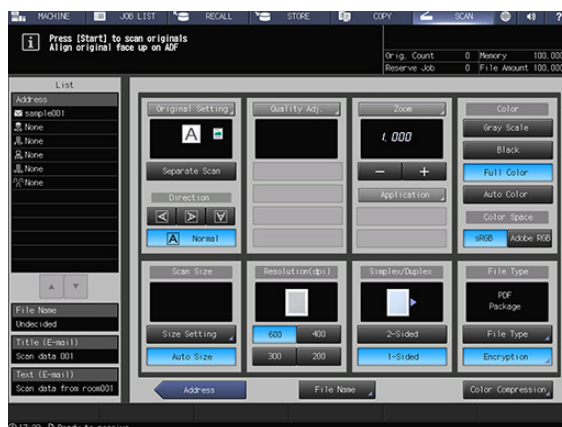 MACHINE JOB LIST RECALL STORE COPY SCAN ?
Press [Start] to scan originals
Align original face up on ADF
Orig. Count 0 Memory 100.000
Reserve Job 0 File Amount 100.000
List
Address
sample001
None
None
None
None
None
File Name
Undecided
Title (E-mail)
Scan data 001
Text (E-mail)
Scan data from room001
Original Setting
A
Separate Scan
Direction
A A A
A Normal
Quality Adj.
Zoom
1.000
− +
Application
Color
Gray Scale
Black
Full Color
Auto Color
Color Space
sRGB Adobe RGB
Scan Size
Size Setting
Auto Size
Resolution(dpi)
600 400
300 200
Simplex/Duplex
2-Sided
1-Sided
File Type
PDF
Package
File Type
Encryption
Address File Name Color Compression